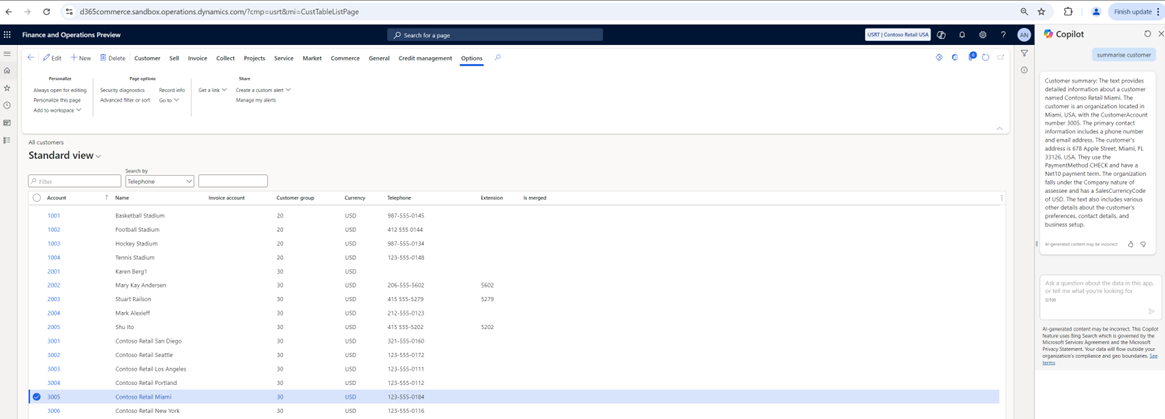 d365commerce.sandbox.operations.dynamics.com/?cmp=usrt&mi=CustTableListPage
Finish update
Finance and Operations Preview
Search for a page
USRT | Contoso Retail USA
AN
Edit
New
Delete
Customer
Sell
Invoice
Collect
Projects
Service
Market
Commerce
General
Credit management
Options
Personalize
Always open for editing
Personalize this page
Add to workspace
Page options
Security diagnostics
Record info
Advanced filter or sort
Go to
Share
Get a link
Create a custom alert
Manage my alerts
All customers
Standard view
Search by
Filter
Telephone
Account Name Invoice account Customer group Currency Telephone Extension Is merged
1001 Basketball Stadium 20 USD 987-555-0145
1002 Football Stadium 20 USD 412 555 0144
1003 Hockey Stadium 20 USD 987-555-0134
1004 Tennis Stadium 20 USD 123-555-0148
2001 Karen Berg1 30 USD
2002 Mary Kay Andersen 30 USD 206-555-5602 5602
2003 Stuart Railson 30 USD 415 555-5279 5279
2004 Mark Alexieff 30 USD 212-555-0123
2005 Shu Ito 30 USD 415 555-5202 5202
3001 Contoso Retail San Diego 30 USD 321-555-0160
3002 Contoso Retail Seattle 30 USD 123-555-0172
3003 Contoso Retail Los Angeles 30 USD 123-555-0111
3004 Contoso Retail Portland 30 USD 123-555-0112
3005 Contoso Retail Miami 30 USD 123-555-0184
3006 Contoso Retail New York 30 USD 123-555-0116
Copilot
summarise customer
Customer summary: The text provides
detailed information about a customer
named Contoso Retail Miami. The
customer is an organization located in
Miami, USA, with the CustomerAccount
number 3005. The primary contact
information includes a phone number
and email address. The customer's
address is 678 Apple Street, Miami, FL
33126, USA. They use the
PaymentMethod CHECK and have a
Net10 payment term. The organization
falls under the Company nature of
assessee and has a SalesCurrencyCode
of USD. The text also includes various
other details about the customer's
preferences, contact details, and
business setup.
AI-generated content may be incorrect
Ask a question about the data in this app,
or tell me what you're looking for
0/500
AI-generated content may be incorrect. This Copilot
feature uses Bing Search which is governed by the
Microsoft Services Agreement and the Microsoft
Privacy Statement. Your data will flow outside your
organization's compliance and geo boundaries. See
terms